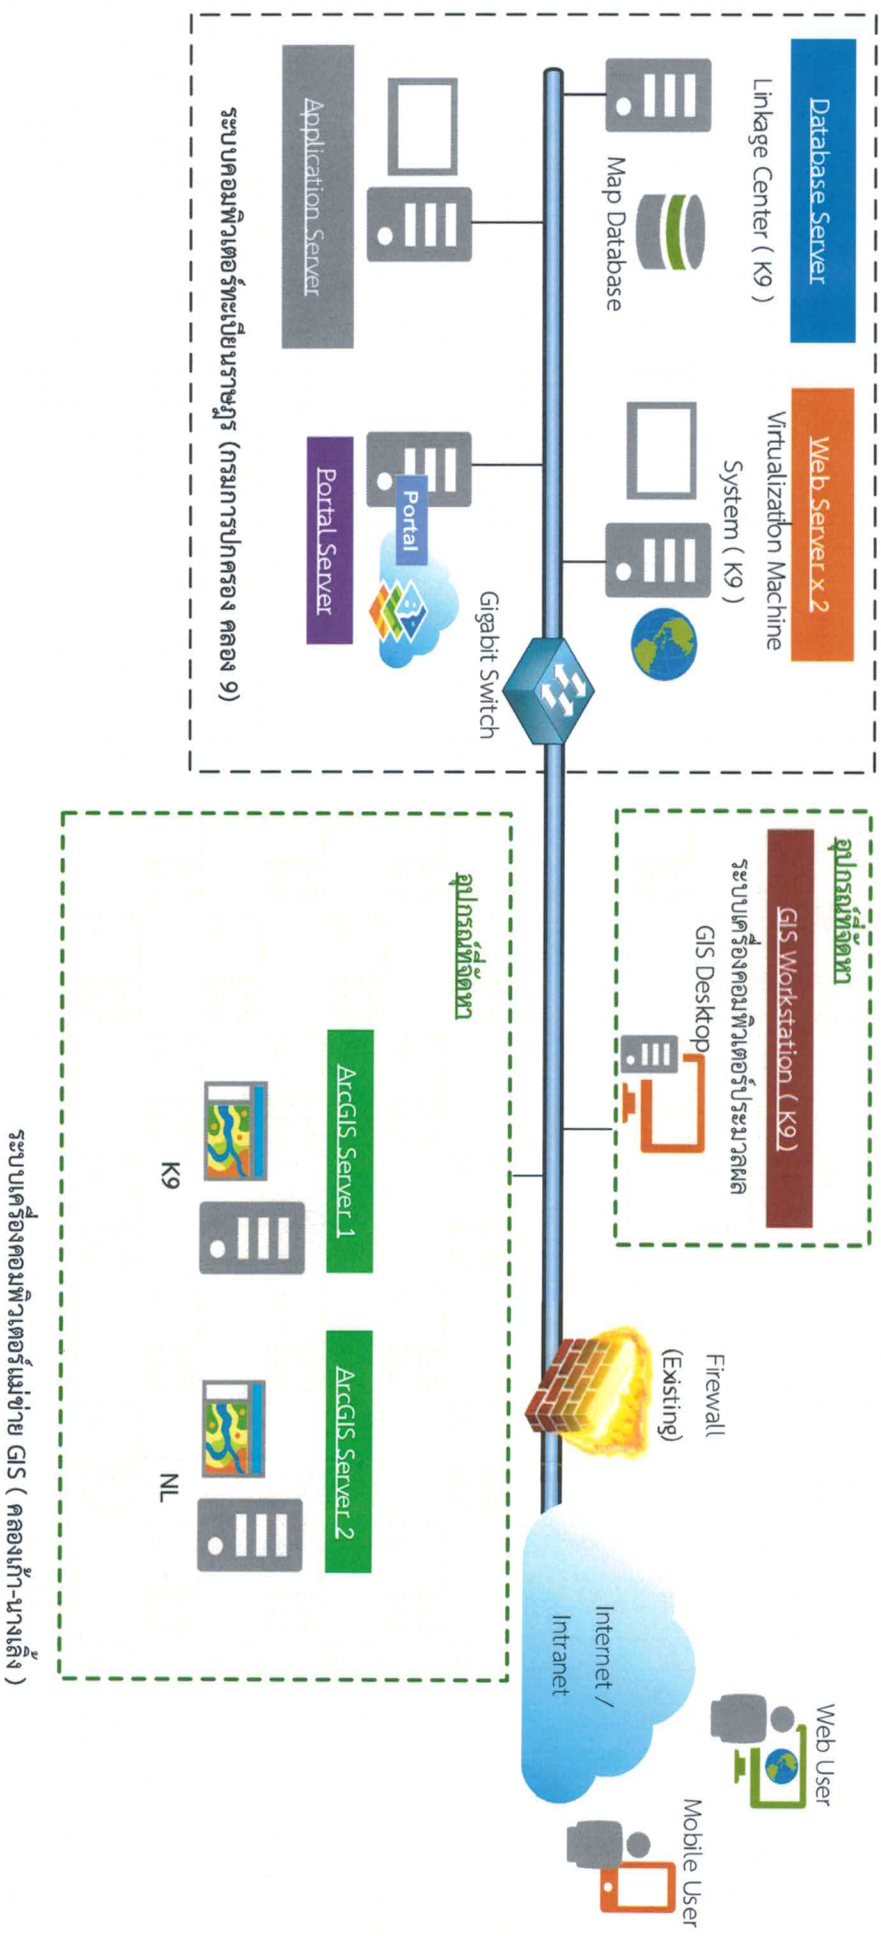 Database Server
Linkage Center ( K9 )
Map Database
Web Server x 2
Virtualization Machine
System ( K9 )
Application Server
Portal
Portal Server
Gigabit Switch
ระบบคอมพิวเตอร์ทะเบียนราษฎร (กรมการปกครอง คลอง 9)
อุปกรณ์ที่จัดหา
GIS Workstation ( K9 )
ระบบเครื่องคอมพิวเตอร์ประมวลผล
GIS Desktop
Firewall
(Existing)
Internet /
Intranet
Web User
Mobile User
อุปกรณ์ที่จัดหา
ArcGIS Server 1
K9
ArcGIS Server 2
NL
ระบบเครื่องคอมพิวเตอร์แม่ข่าย GIS ( คลองเก้า-นางเลิ้ง )